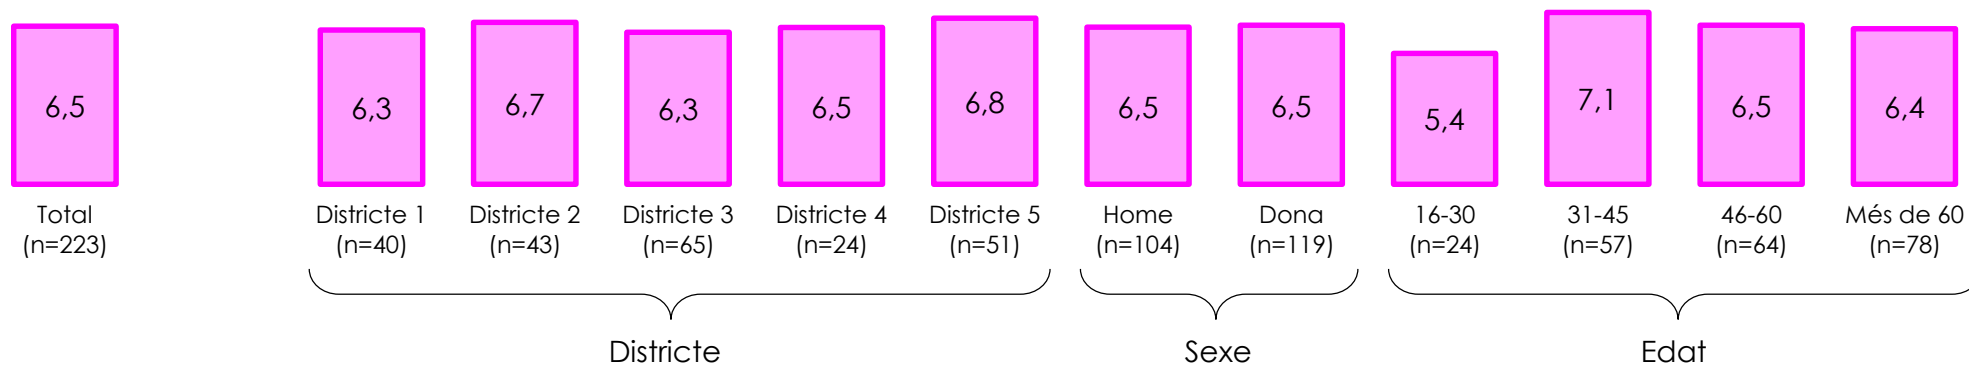 6,5
6,3
6,7
6,3
6,5
6,8
6,5
6,5
5,4
7,1
6,5
6,4
Total
(n=223)
Districte 1
(n=40)
Districte 2
(n=43)
Districte 3
(n=65)
Districte 4
(n=24)
Districte 5
(n=51)
Home
(n=104)
Dona
(n=119)
16-30
(n=24)
31-45
(n=57)
46-60
(n=64)
Més de 60
(n=78)
Districte
Sexe
Edat